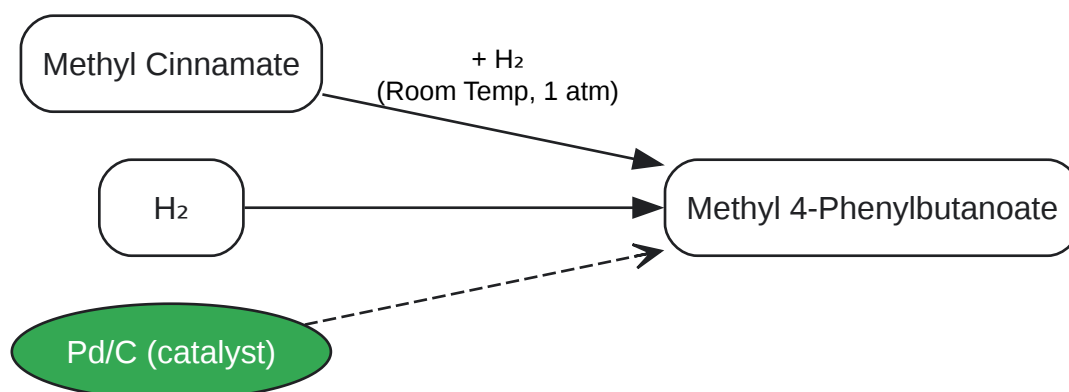 Methyl Cinnamate
+ H₂
(Room Temp, 1 atm)
H₂
Methyl 4-Phenylbutanoate
Pd/C (catalyst)